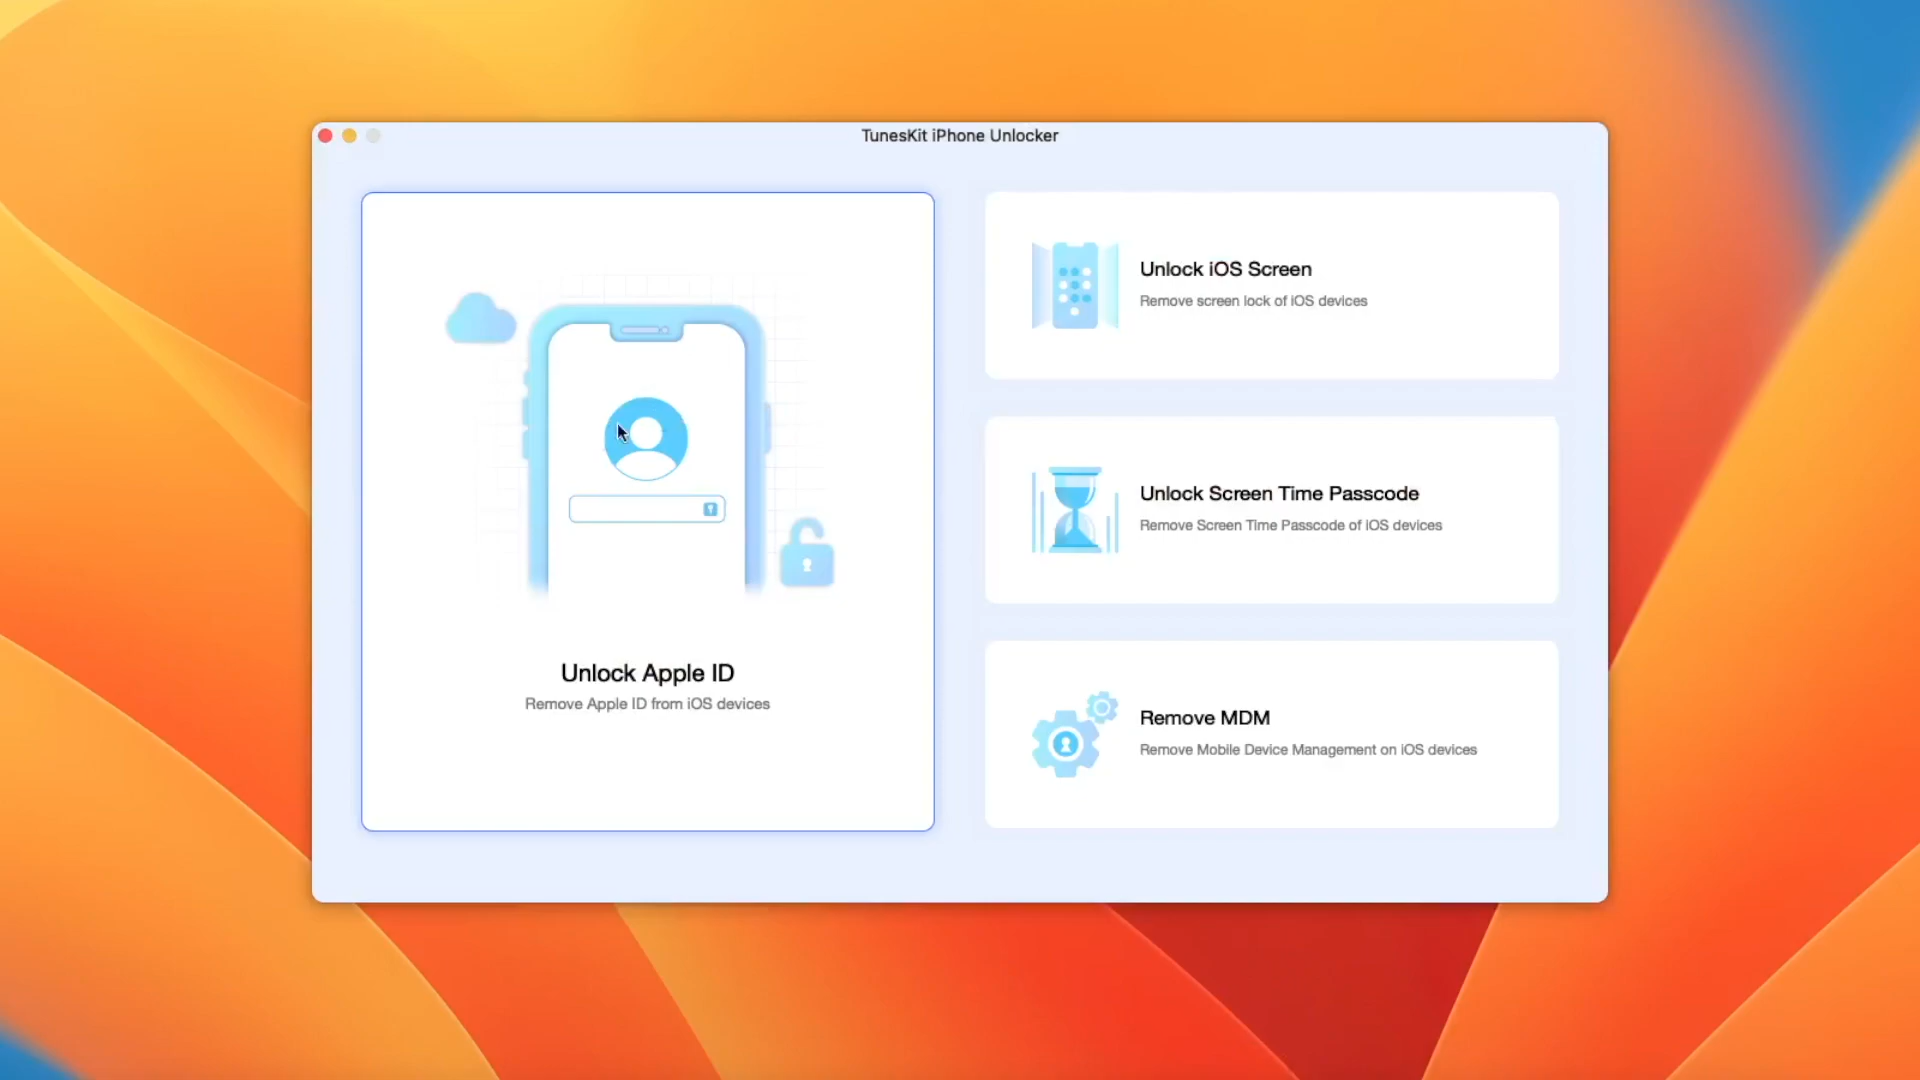 TunesKit iPhone Unlocker
Unlock Apple ID
Remove Apple ID from iOS devices
Unlock iOS Screen
Remove screen lock of iOS devices
Unlock Screen Time Passcode
Remove Screen Time Passcode of iOS devices
Remove MDM
Remove Mobile Device Management on iOS devices